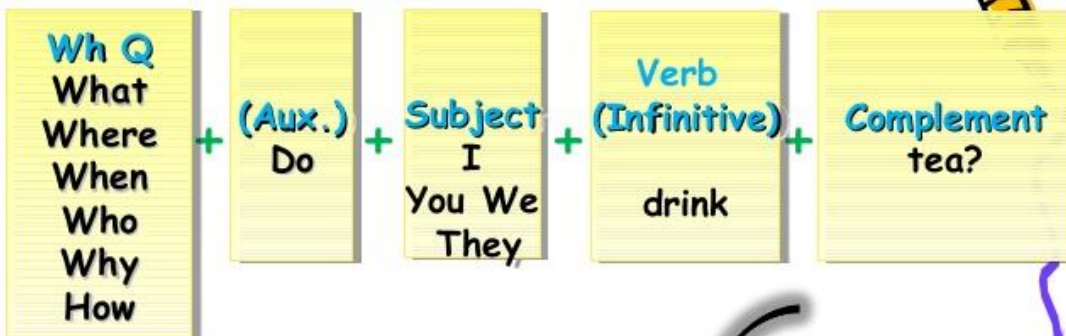 Wh Q
What
Where
When
Who
Why
How
+
(Aux.)
Do
+
Subject
I
You We
They
+
Verb
(Infinitive)
drink
+
Complement
tea?